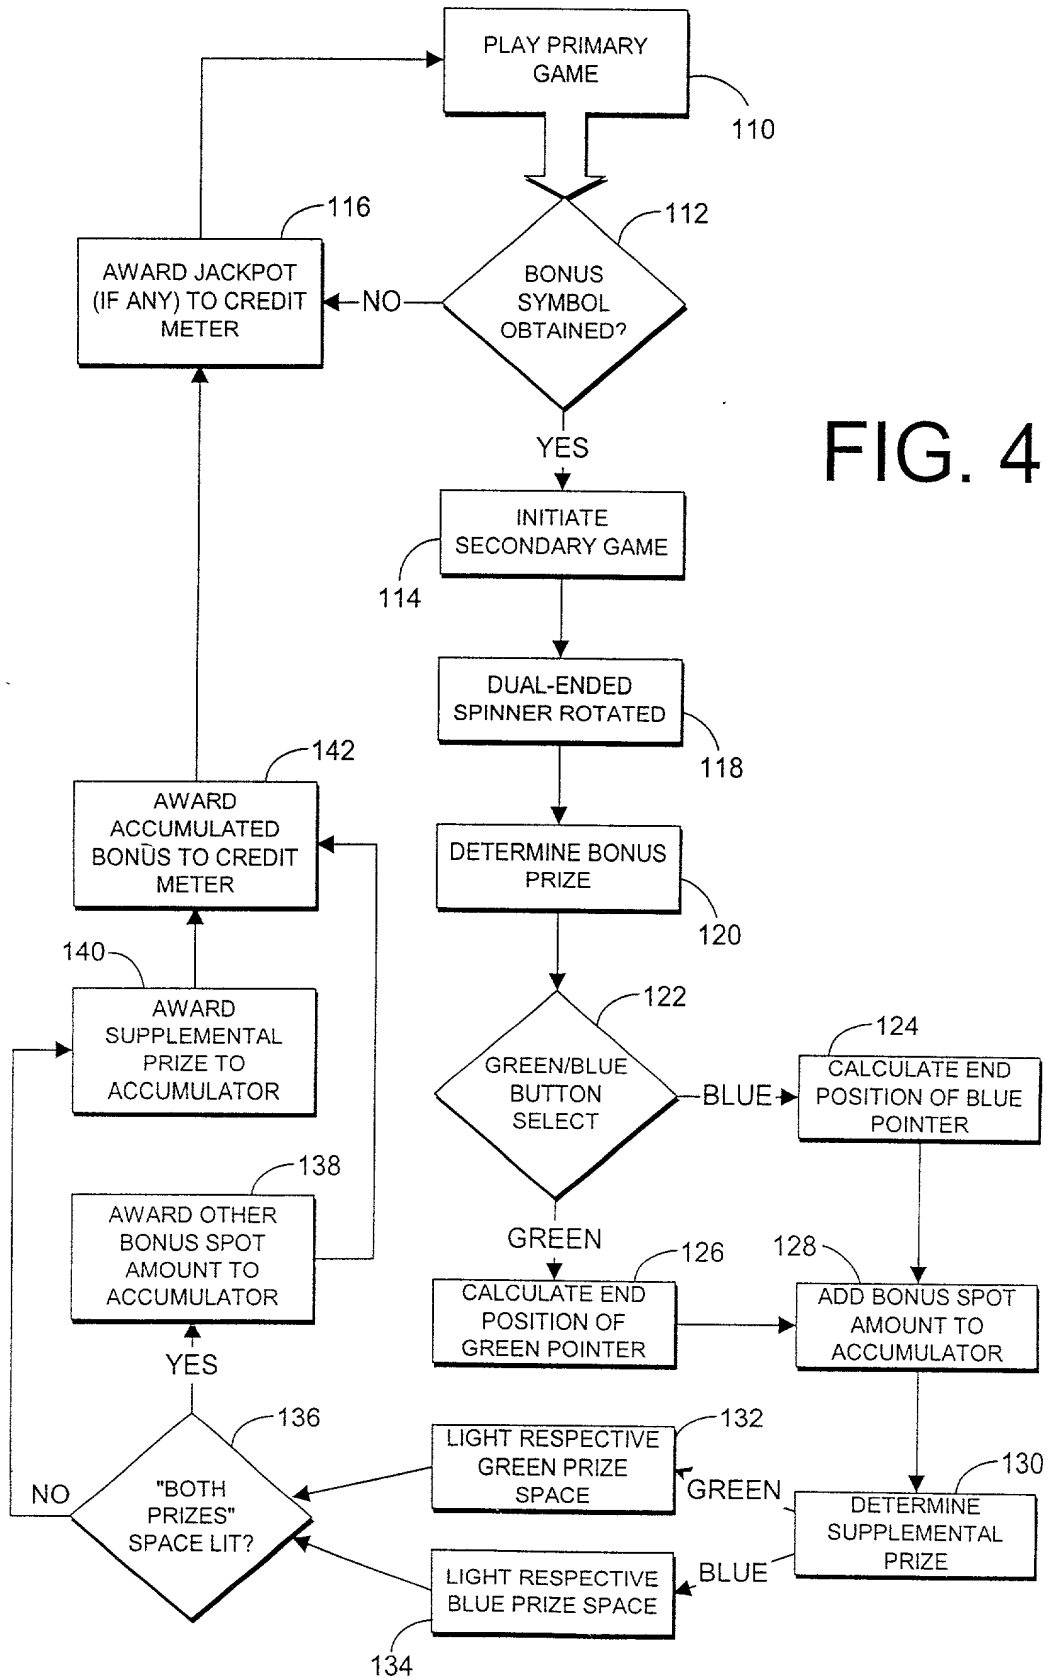 PLAY PRIMARY
GAME
110
116
112
AWARD JACKPOT
(IF ANY) TO CREDIT
METER
NO
BONUS
SYMBOL
OBTAINED?
YES
FIG. 4
INITIATE
SECONDARY GAME
114
DUAL-ENDED
SPINNER ROTATED
118
142
AWARD
ACCUMULATED
BONUS TO CREDIT
METER
DETERMINE BONUS
PRIZE
120
140
AWARD
SUPPLEMENTAL
PRIZE TO
ACCUMULATOR
122
GREEN/BLUE
BUTTON
SELECT
BLUE
124
CALCULATE END
POSITION OF BLUE
POINTER
138
AWARD OTHER
BONUS SPOT
AMOUNT TO
ACCUMULATOR
GREEN
126
CALCULATE END
POSITION OF
GREEN POINTER
128
ADD BONUS SPOT
AMOUNT TO
ACCUMULATOR
YES
136
"BOTH
PRIZES"
SPACE LIT?
NO
132
LIGHT RESPECTIVE
GREEN PRIZE
SPACE
GREEN
130
DETERMINE
SUPPLEMENTAL
PRIZE
BLUE
LIGHT RESPECTIVE
BLUE PRIZE SPACE
134